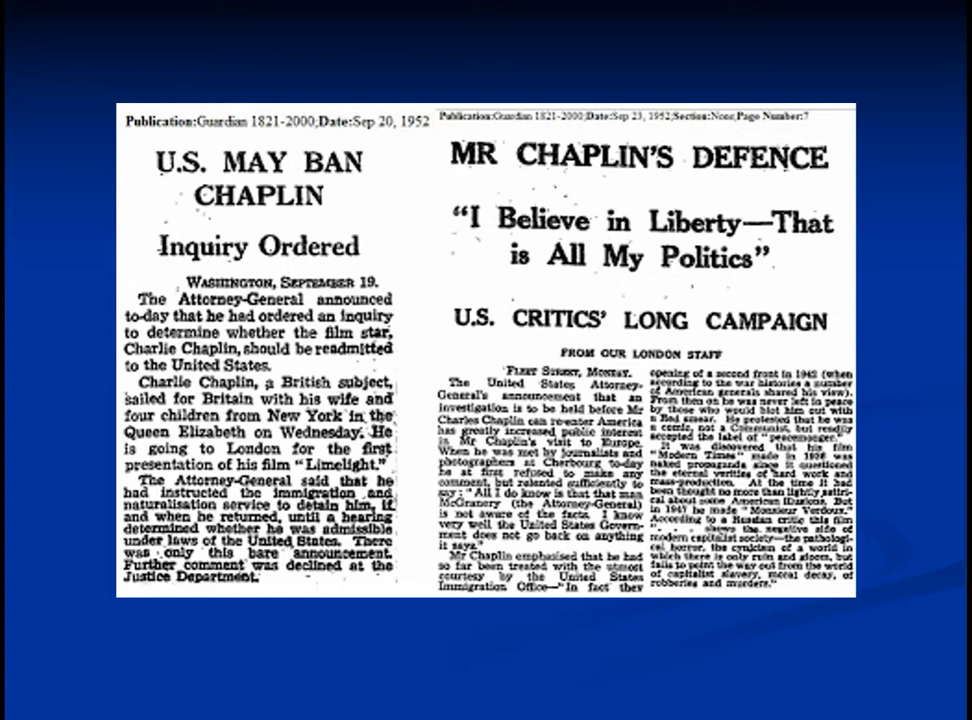 Publication:Guardian 1821-2000;Date:Sep 20, 1952
U.S. MAY BAN
CHAPLIN
Inquiry Ordered
WASHINGTON, SEPTEMBER 19.
The Attorney-General announced
to-day that he had ordered an inquiry
to determine whether the film star,
Charlie Chaplin, should be readmitted
to the United States.
Charlie Chaplin, a British subject,
sailed for Britain with his wife and
four children from New York in the
Queen Elizabeth on Wednesday. He
is going to London for the first
presentation of his film "Limelight."
The Attorney-General said that he
had instructed the immigration and
naturalisation service to detain him, if
and when he returned, until a hearing
determined whether he was admissible
under laws of the United States. There
was only this bare announcement.
Further comment was declined at the
Justice Department.
Publication:Guardian 1821-2000;Date:Sep 23, 1952;Section:None;Page Number:7
MR CHAPLIN'S DEFENCE
"I Believe in Liberty—That
is All My Politics"
U.S. CRITICS' LONG CAMPAIGN
FROM OUR LONDON STAFF
FLEET STREET, MONDAY.
The United States Attorney-
General's announcement that an
investigation is to be held before Mr
Charles Chaplin can re-enter America
has greatly increased public interest
in Mr Chaplin's visit to Europe.
When he was met by journalists and
photographers at Cherbourg to-day
he at first refused to make any
comment, but relented sufficiently to
say: "All I do know is that that man
McGranery (the Attorney-General)
is not aware of the facts. I know
very well the United States Govern-
ment does not go back on anything
it says."
Mr Chaplin emphasised that he had
so far been treated with the utmost
courtesy by the United States
Immigration Office—"In fact they
opening of a second front in 1942 (when
according to the war histories a number
of American generals shared his view).
From then on he was never left in peace
by those who would blot him out with
a Red smear. He protested that he was
a comic, not a Communist, but readily
accepted the label of "peacemonger."
It was discovered that his film
"Modern Times" made in 1936 was
naked propaganda since it questioned
the eternal verities of hard work and
mass-production. At the time it had
been thought no more than lightly satiri-
cal about some American illusions. But
in 1947 he made "Monsieur Verdoux."
According to a Russian critic this film
". . . shows the negative side of
modern capitalist society—the pathologi-
cal horror, the cynicism of a world in
which there is only ruin and gloom, but
fails to point the way out from the world
of capitalist slavery, moral decay, of
robberies and murders."